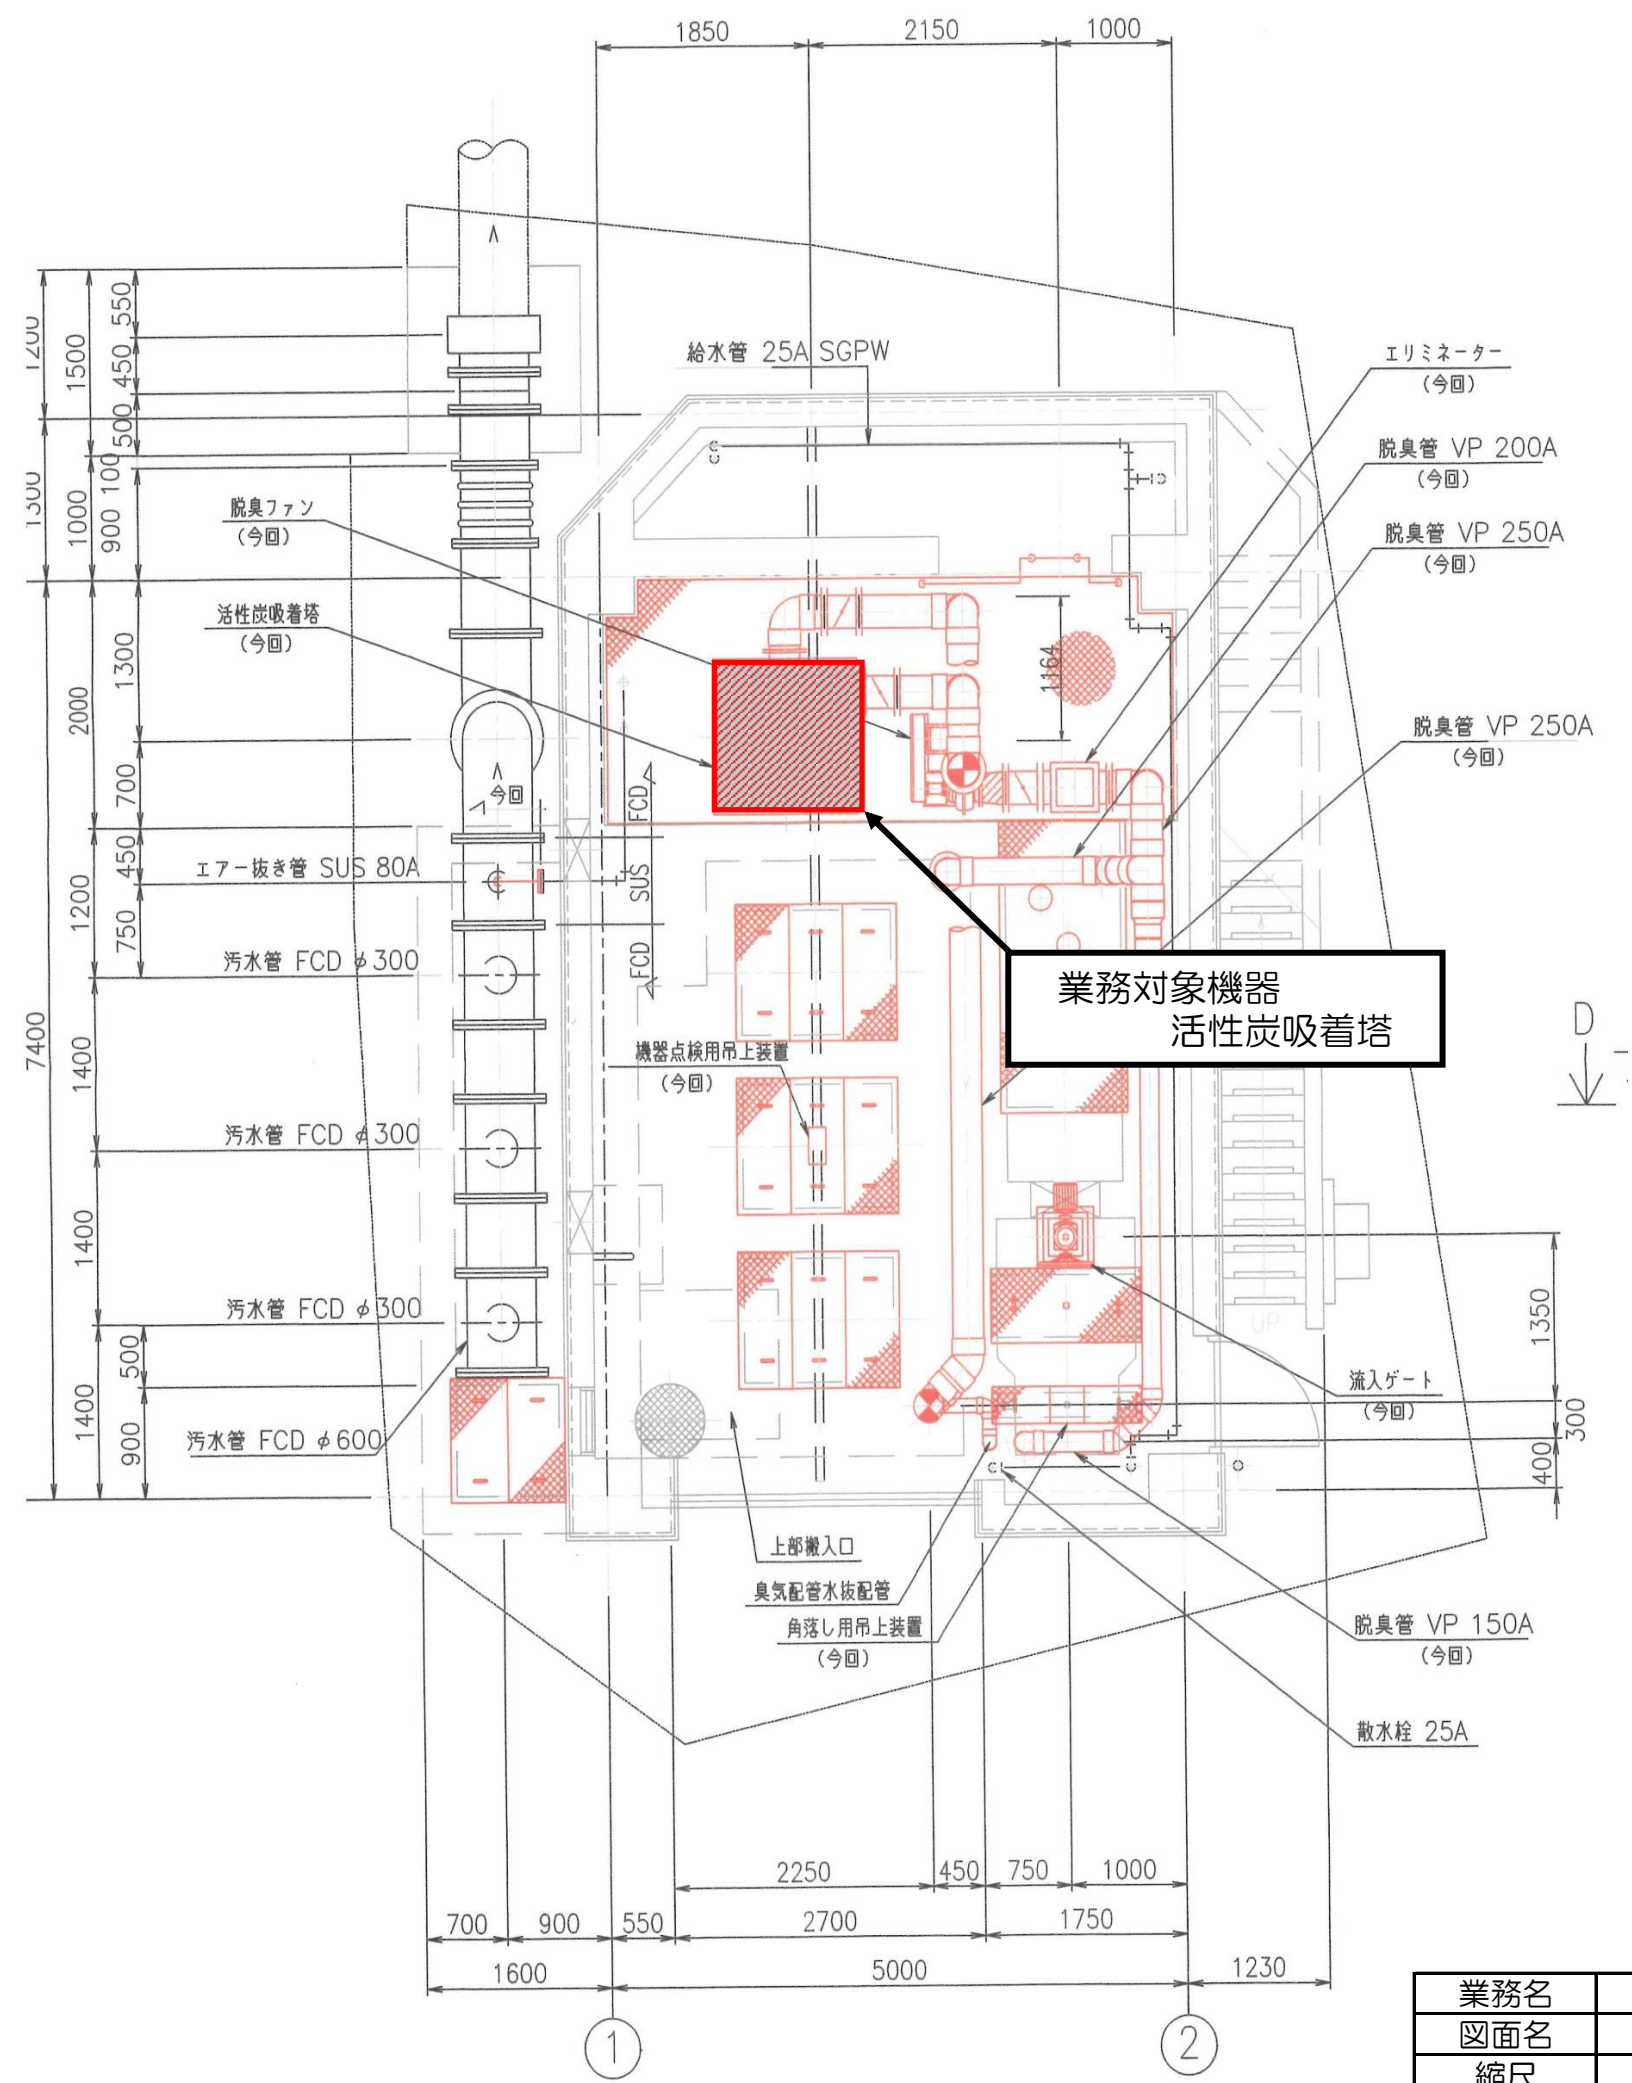 1850
2150
1000
給水管 25A SGPW
エリミネーター
(今回)
脱臭管 VP 200A
(今回)
脱臭管 VP 250A
(今回)
脱臭管 VP 250A
(今回)
脱臭ファン
(今回)
活性炭吸着塔
(今回)
1200
1300
7400
1500
1000
2000
1200
1400
1400
1400
550
450
500
100
900
1300
700
450
750
500
900
1164
今回
FCD
SUS
FCD
エアー抜き管 SUS 80A
汚水管 FCD φ300
汚水管 FCD φ300
汚水管 FCD φ300
汚水管 FCD φ600
業務対象機器
活性炭吸着塔
機器点検用吊上装置
(今回)
D
UP
1350
300
400
流入ゲート
(今回)
上部搬入口
臭気配管水抜配管
角落し用吊上装置
(今回)
脱臭管 VP 150A
(今回)
散水栓 25A
2250
450
750
1000
700
900
550
2700
1750
1600
5000
1230
1
2
業務名
図面名
縮尺